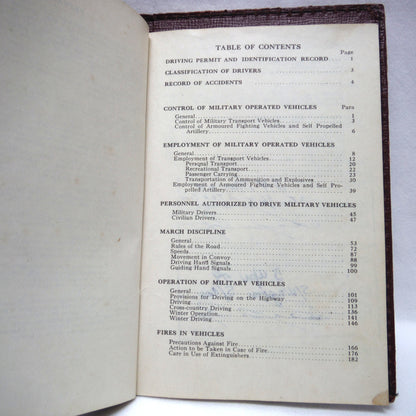 TABLE OF CONTENTS
Page
DRIVING PERMIT AND IDENTIFICATION RECORD 1
CLASSIFICATION OF DRIVERS 3
RECORD OF ACCIDENTS 4
CONTROL OF MILITARY OPERATED VEHICLES Para
General 1
Control of Military Transport Vehicles 3
Control of Armoured Fighting Vehicles and Self Propelled
Artillery 6
EMPLOYMENT OF MILITARY OPERATED VEHICLES
General 8
Employment of Transport Vehicles 12
Personal Transport 20
Recreational Transport 22
Passenger Carrying 23
Transportation of Ammunition and Explosives 30
Employment of Armoured Fighting Vehicles and Self Pro-
pelled Artillery 39
PERSONNEL AUTHORIZED TO DRIVE MILITARY VEHICLES
Military Drivers 45
Civilian Drivers 47
MARCH DISCIPLINE
General 53
Rules of the Road 72
Speeds 87
Movement in Convoy 88
Driving Hand Signals 99
Guiding Hand Signals 100
OPERATION OF MILITARY VEHICLES
General 101
Provisions for Driving on the Highway 109
Driving 113
Cross-country Driving 136
Winter Operation 141
Winter Driving 146
FIRES IN VEHICLES
Precautions Against Fire 166
Action to be Taken in Case of Fire 176
Care in Use of Extinguishers 182